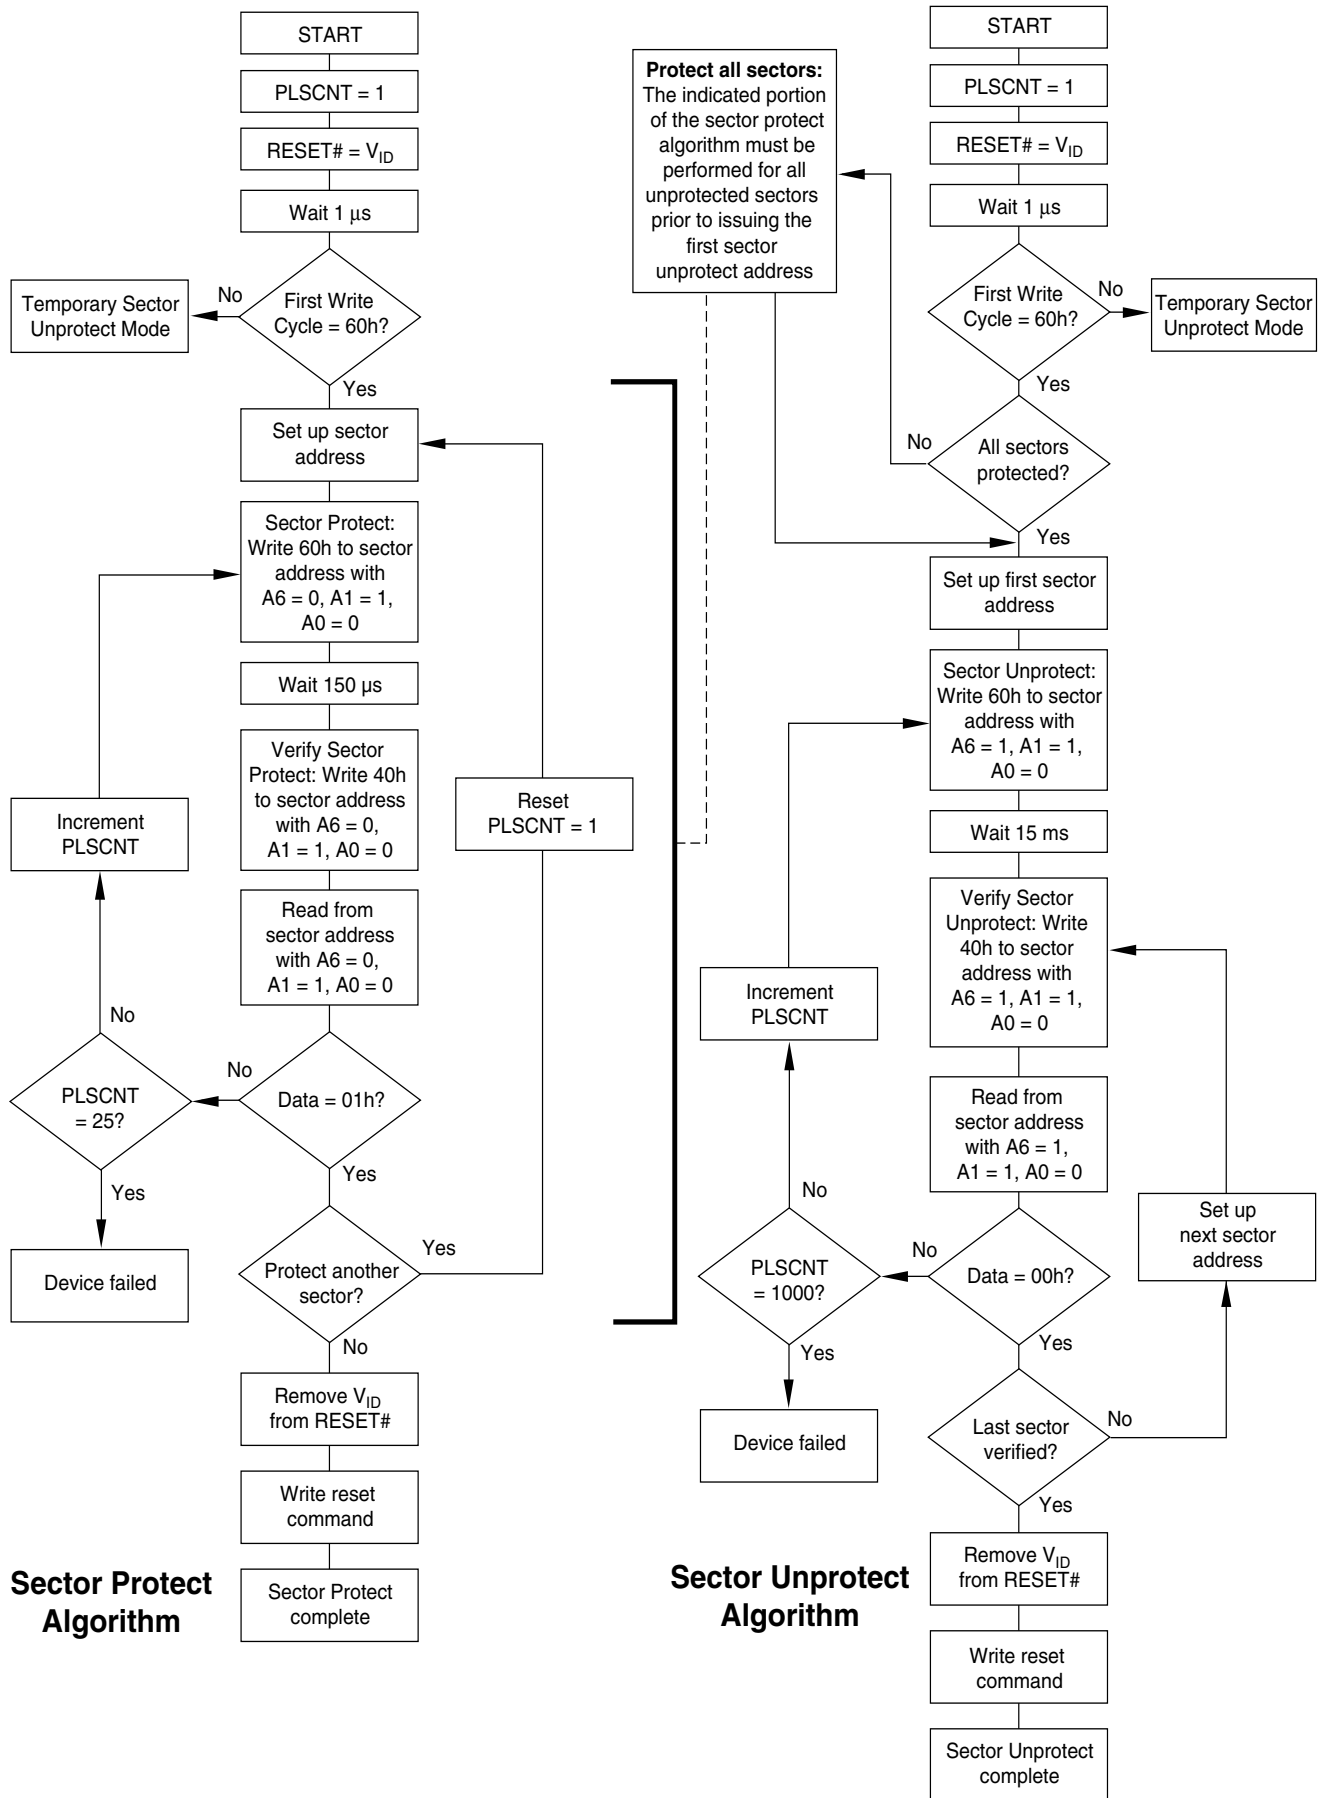 START
PLSCNT = 1
RESET# = VID
Wait 1 μs
First Write
Cycle = 60h?
No
Temporary Sector
Unprotect Mode
Yes
Set up sector
address
Sector Protect:
Write 60h to sector
address with
A6 = 0, A1 = 1,
A0 = 0
Wait 150 µs
Verify Sector
Protect: Write 40h
to sector address
with A6 = 0,
A1 = 1, A0 = 0
Increment
PLSCNT
Reset
PLSCNT = 1
Read from
sector address
with A6 = 0,
A1 = 1, A0 = 0
No
No
PLSCNT
= 25?
Data = 01h?
Yes
Yes
Device failed
Protect another
sector?
Yes
No
Remove VID
from RESET#
Write reset
command
Sector Protect
complete
Sector Protect
Algorithm
Protect all sectors:
The indicated portion
of the sector protect
algorithm must be
performed for all
unprotected sectors
prior to issuing the
first sector
unprotect address
START
PLSCNT = 1
RESET# = VID
Wait 1 μs
First Write
Cycle = 60h?
No
Temporary Sector
Unprotect Mode
Yes
No
All sectors
protected?
Yes
Set up first sector
address
Sector Unprotect:
Write 60h to sector
address with
A6 = 1, A1 = 1,
A0 = 0
Wait 15 ms
Verify Sector
Unprotect: Write
40h to sector
address with
A6 = 1, A1 = 1,
A0 = 0
Increment
PLSCNT
Read from
sector address
with A6 = 1,
A1 = 1, A0 = 0
No
Set up
next sector
address
No
PLSCNT
= 1000?
Data = 00h?
Yes
Yes
Device failed
Last sector
verified?
No
Yes
Remove VID
from RESET#
Write reset
command
Sector Unprotect
complete
Sector Unprotect
Algorithm